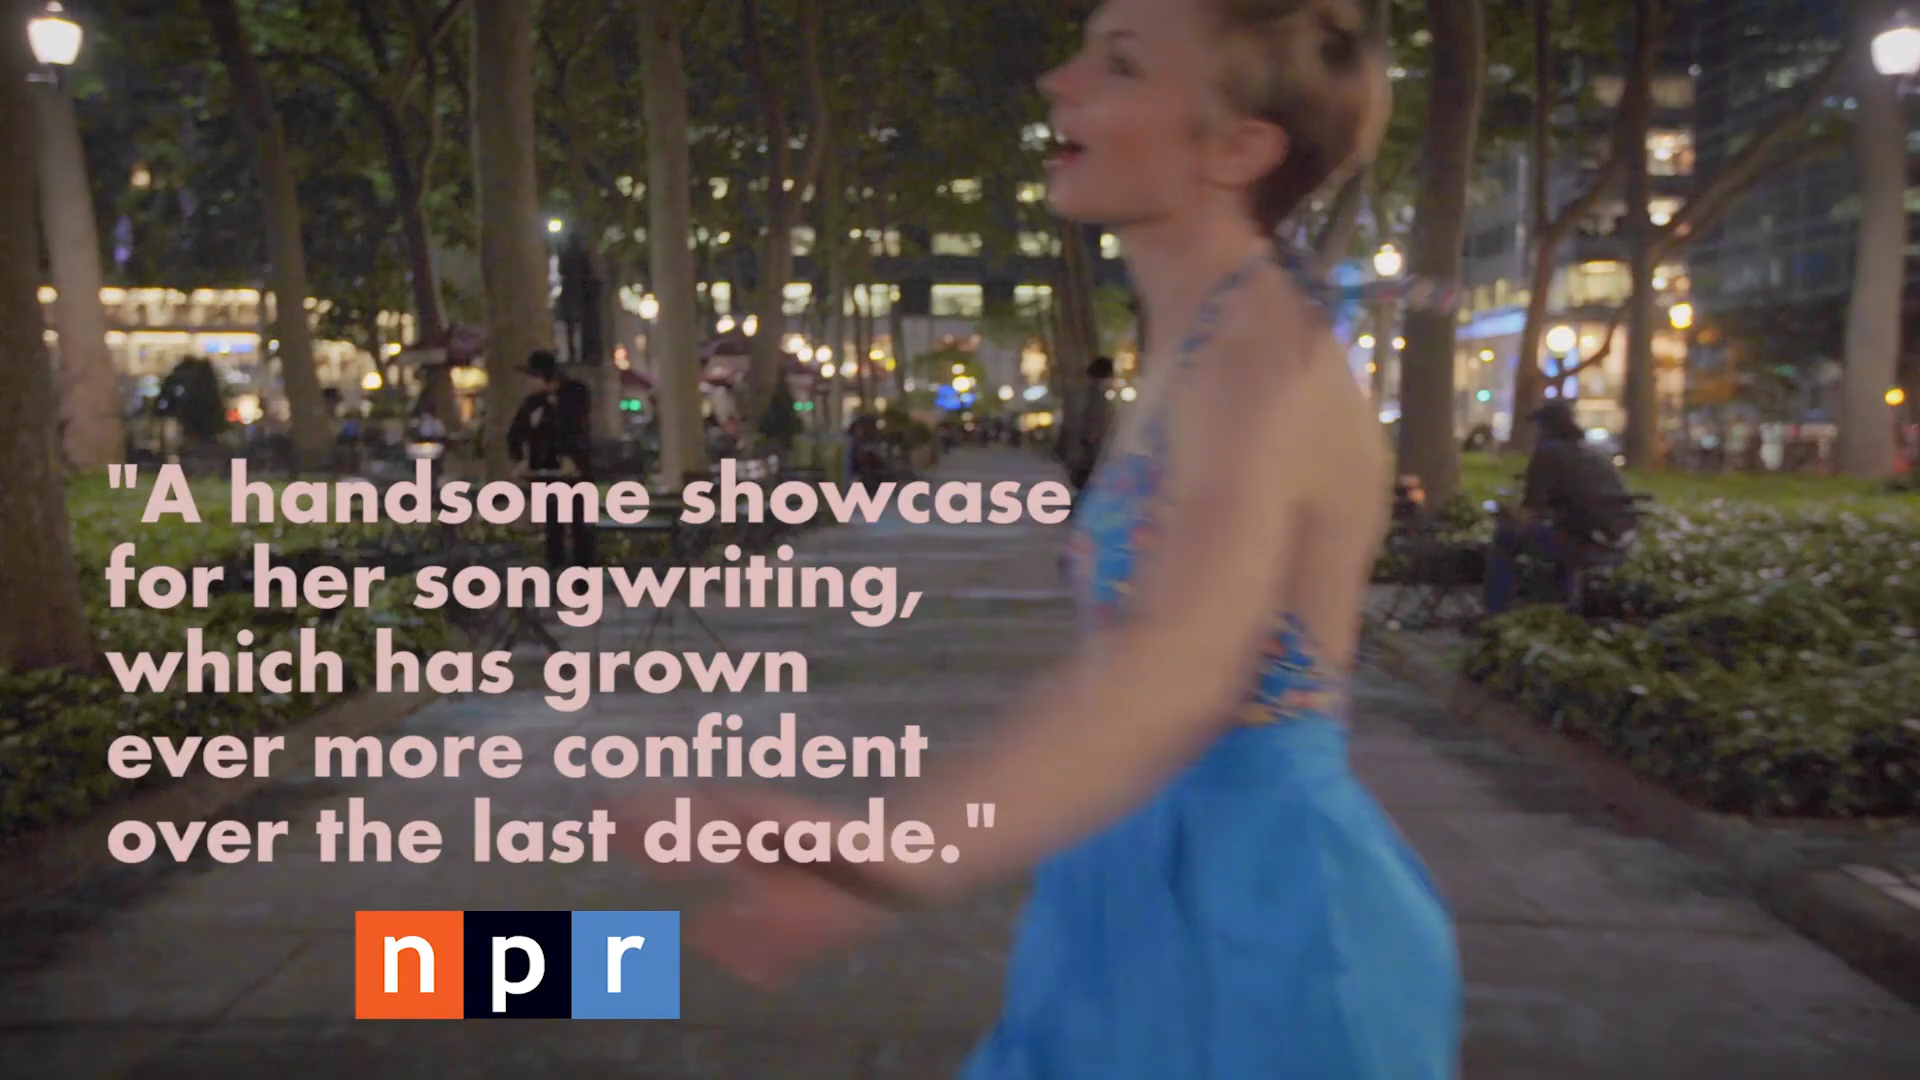 "A handsome showcase
for her songwriting,
which has grown
ever more confident
over the last decade."
npr